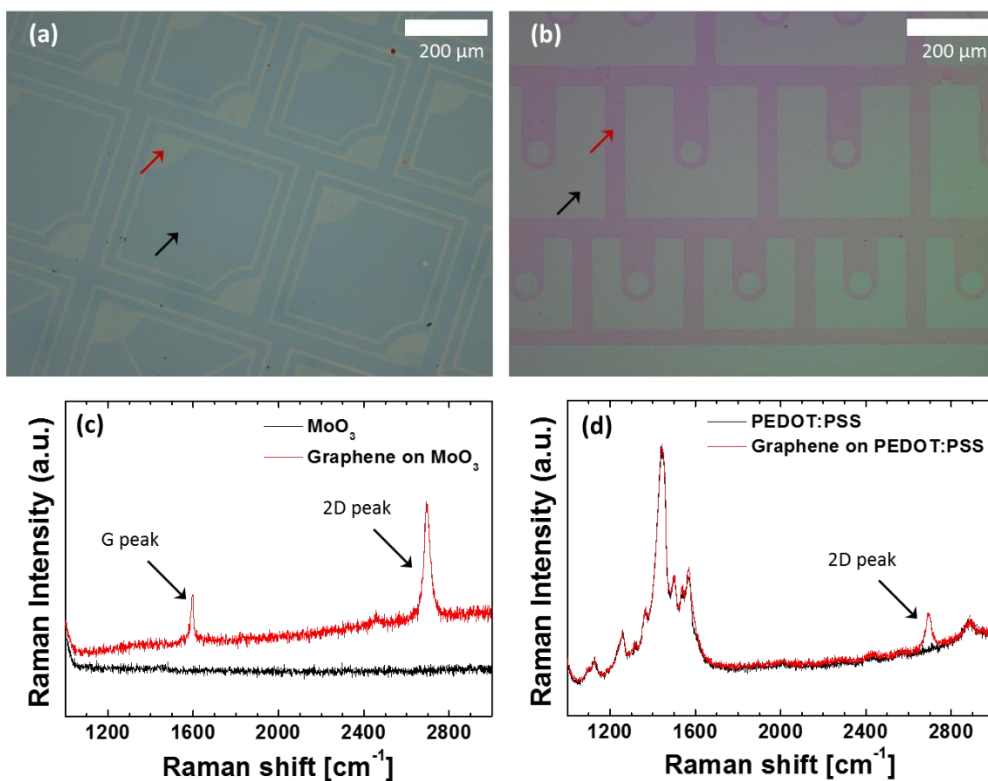 (a)
200 µm
(b)
200 µm
(c)
MoO₃
Graphene on MoO₃
G peak
2D peak
Raman Intensity (a.u.)
1200 1600 2000 2400 2800
Raman shift [cm⁻¹]
(d)
PEDOT:PSS
Graphene on PEDOT:PSS
2D peak
Raman Intensity (a.u.)
1200 1600 2000 2400 2800
Raman shift [cm⁻¹]